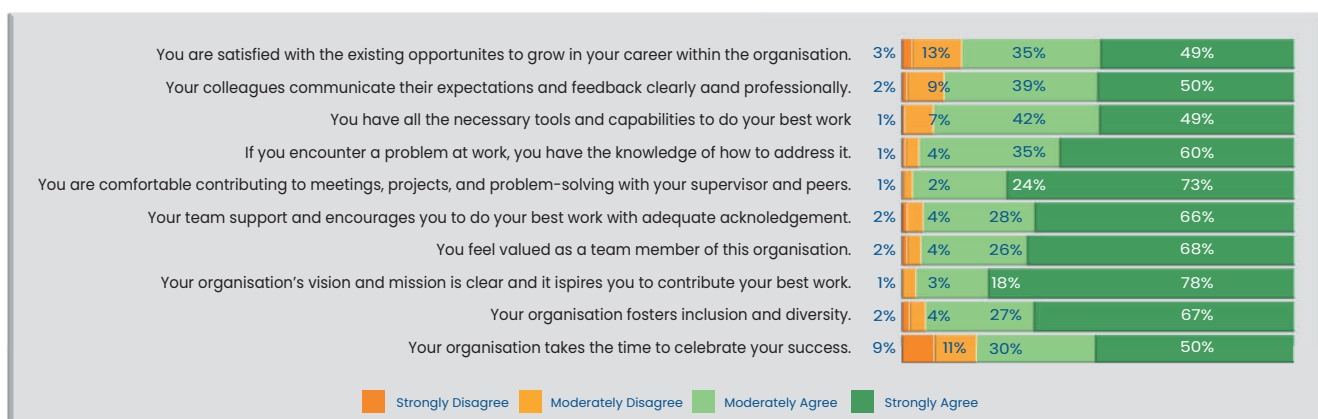 You are satisfied with the existing opportunites to grow in your career within the organisation. 3% 13% 35% 49%
Your colleagues communicate their expectations and feedback clearly aand professionally. 2% 9% 39% 50%
You have all the necessary tools and capabilities to do your best work 1% 7% 42% 49%
If you encounter a problem at work, you have the knowledge of how to address it. 1% 4% 35% 60%
You are comfortable contributing to meetings, projects, and problem-solving with your supervisor and peers. 1% 2% 24% 73%
Your team support and encourages you to do your best work with adequate acknoledgement. 2% 4% 28% 66%
You feel valued as a team member of this organisation. 2% 4% 26% 68%
Your organisation's vision and mission is clear and it ispires you to contribute your best work. 1% 3% 18% 78%
Your organisation fosters inclusion and diversity. 2% 4% 27% 67%
Your organisation takes the time to celebrate your success. 9% 11% 30% 50%
Strongly Disagree Moderately Disagree Moderately Agree Strongly Agree